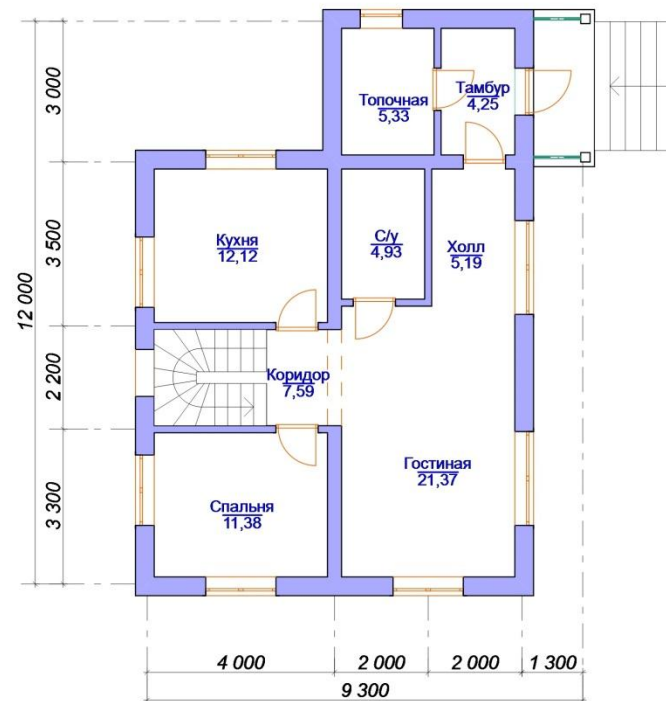 Топочная
5,33
Тамбур
4,25
Кухня
12,12
С/у
4,93
Холл
5,19
Коридор
7,59
Гостиная
21,37
Спальня
11,38
3 000
3 500
2 200
3 300
12 000
4 000
2 000
2 000
1 300
9 300